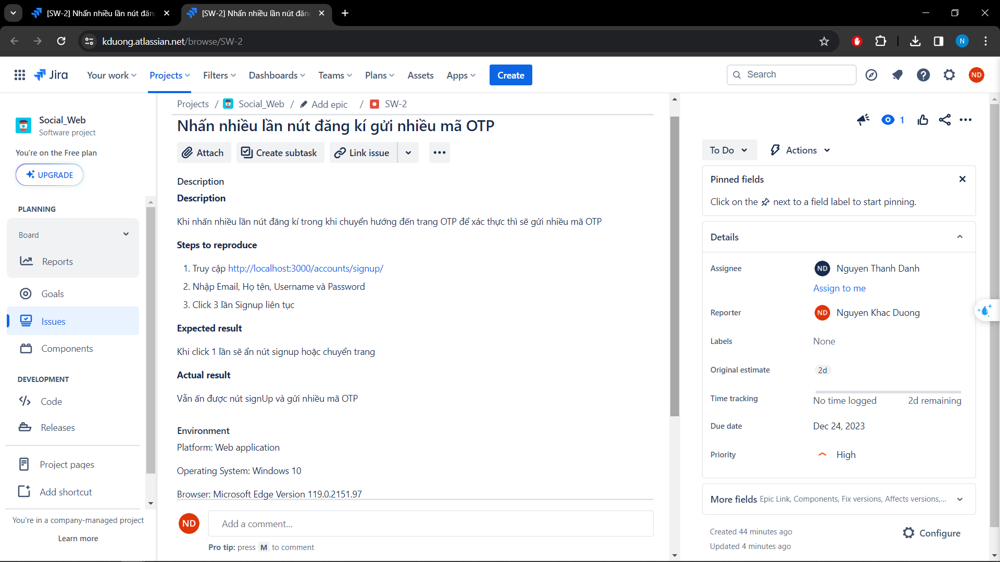 [SW-2] Nhấn nhiều lần nút đăn
[SW-2] Nhấn nhiều lần nút đăn
kduong.atlassian.net/browse/SW-2
N
Jira
Your work
Projects
Filters
Dashboards
Teams
Plans
Assets
Apps
Create
Search
ND
Social_Web
Software project
You're on the Free plan
UPGRADE
PLANNING
Board
Reports
Goals
Issues
Components
DEVELOPMENT
Code
Releases
Project pages
Add shortcut
You're in a company-managed project
Learn more
Projects / Social_Web / Add epic / SW-2
Nhấn nhiều lần nút đăng kí gửi nhiều mã OTP
Attach
Create subtask
Link issue
Description
Description
Khi nhấn nhiều lần nút đăng kí trong khi chuyển hướng đến trang OTP để xác thực thì sẽ gửi nhiều mã OTP
Steps to reproduce
1. Truy cập http://localhost:3000/accounts/signup/
2. Nhập Email, Họ tên, Username và Password
3. Click 3 lần Signup liên tục
Expected result
Khi click 1 lần sẽ ẩn nút signup hoặc chuyển trang
Actual result
Vẫn ấn được nút signUp và gửi nhiều mã OTP
Environment
Platform: Web application
Operating System: Windows 10
Browser: Microsoft Edge Version 119.0.2151.97
ND
Add a comment...
Pro tip: press M to comment
1
To Do
Actions
Pinned fields
Click on the next to a field label to start pinning.
Details
Assignee
ND Nguyen Thanh Danh
Assign to me
Reporter
ND Nguyen Khac Duong
Labels
None
Original estimate
2d
Time tracking
No time logged
2d remaining
Due date
Dec 24, 2023
Priority
High
More fields Epic Link, Components, Fix versions, Affects versions,...
Created 44 minutes ago
Updated 4 minutes ago
Configure